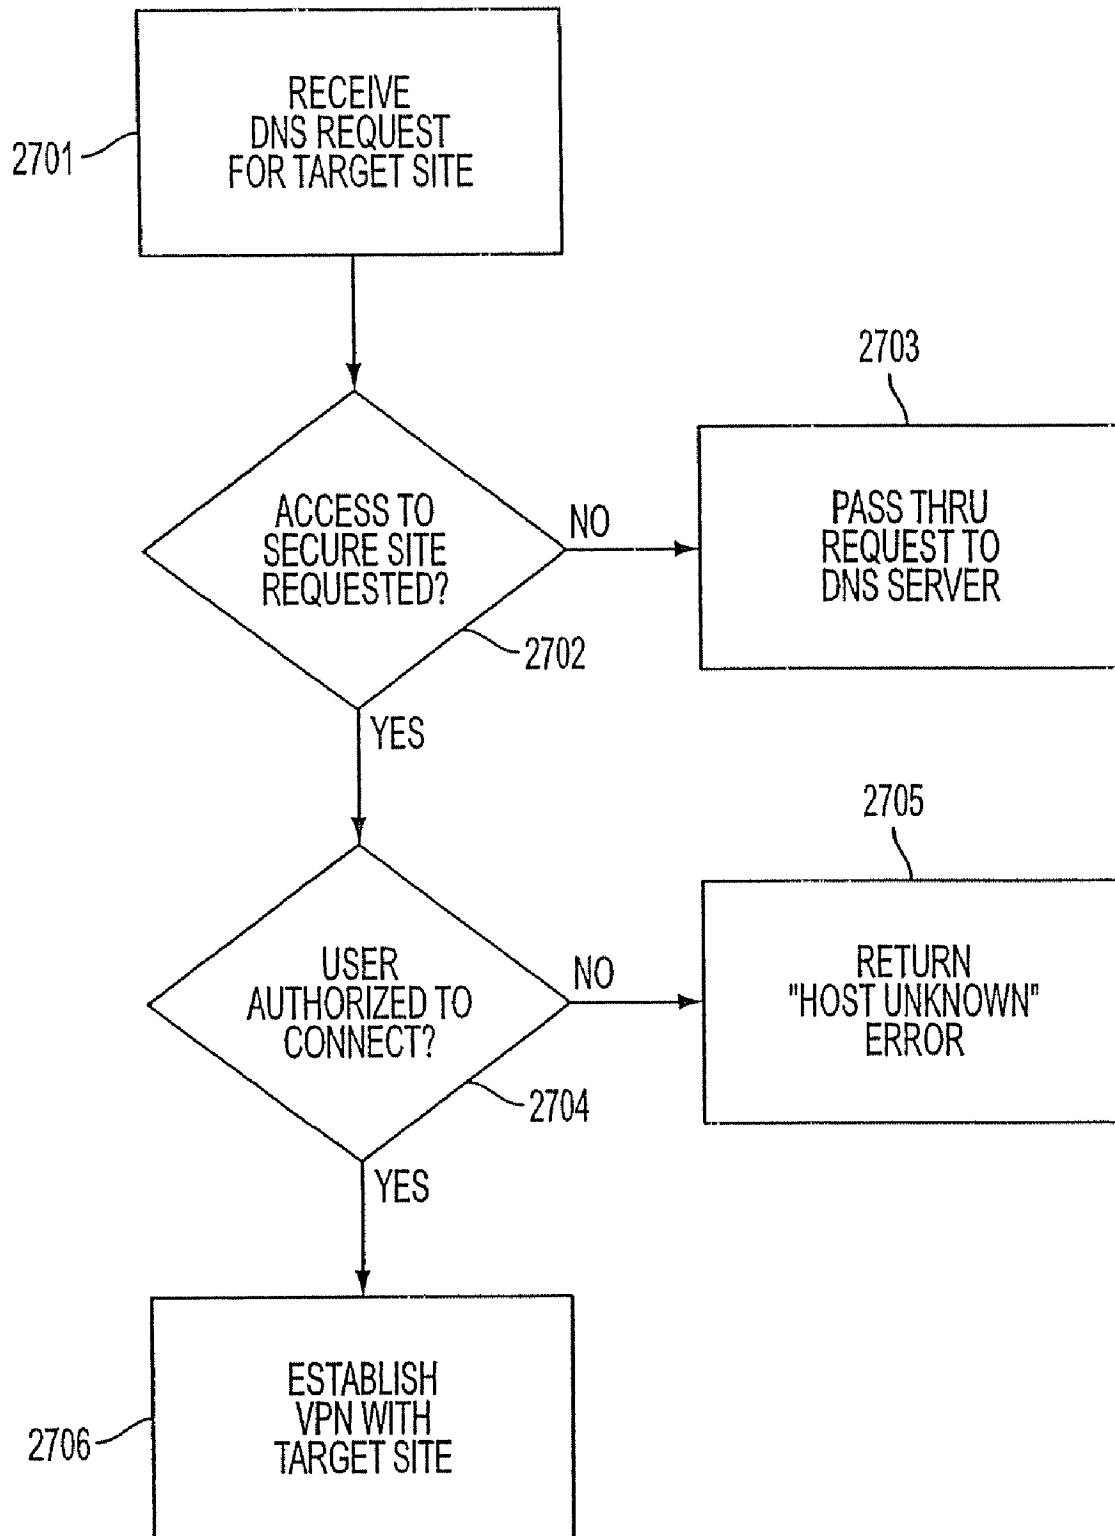 RECEIVE
DNS REQUEST
FOR TARGET SITE
2701
2703
ACCESS TO
SECURE SITE
REQUESTED?
NO
PASS THRU
REQUEST TO
DNS SERVER
2702
YES
2705
USER
AUTHORIZED TO
CONNECT?
NO
RETURN
"HOST UNKNOWN"
ERROR
2704
YES
ESTABLISH
VPN WITH
TARGET SITE
2706